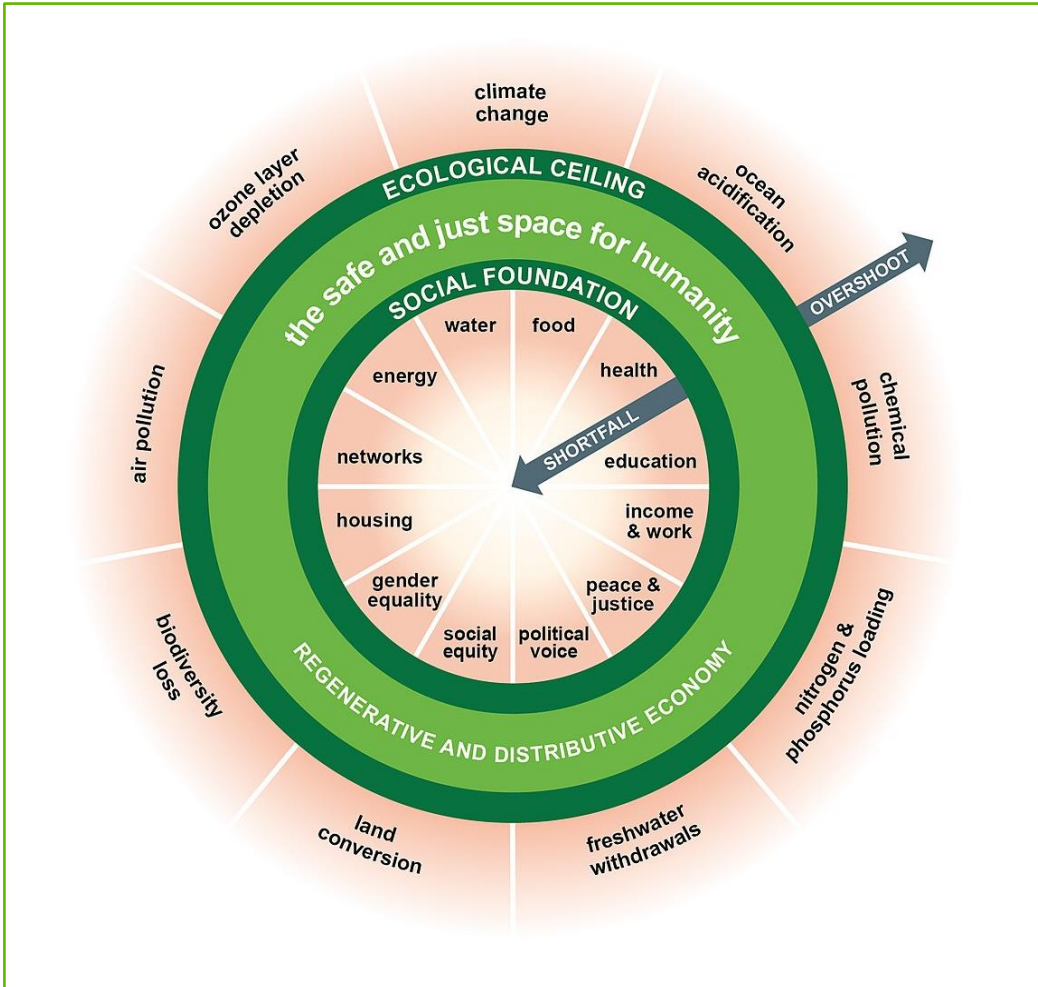 climate
change
ozone layer
depletion
ocean
acidification
ECOLOGICAL CEILING
the safe and just space for humanity
OVERSHOOT
SOCIAL FOUNDATION
water
food
energy
health
SHORTFALL
networks
education
housing
income
& work
gender
equality
peace &
justice
social
equity
political
voice
air pollution
chemical
pollution
REGENERATIVE AND DISTRIBUTIVE ECONOMY
biodiversity
loss
nitrogen &
phosphorus loading
land
conversion
freshwater
withdrawals